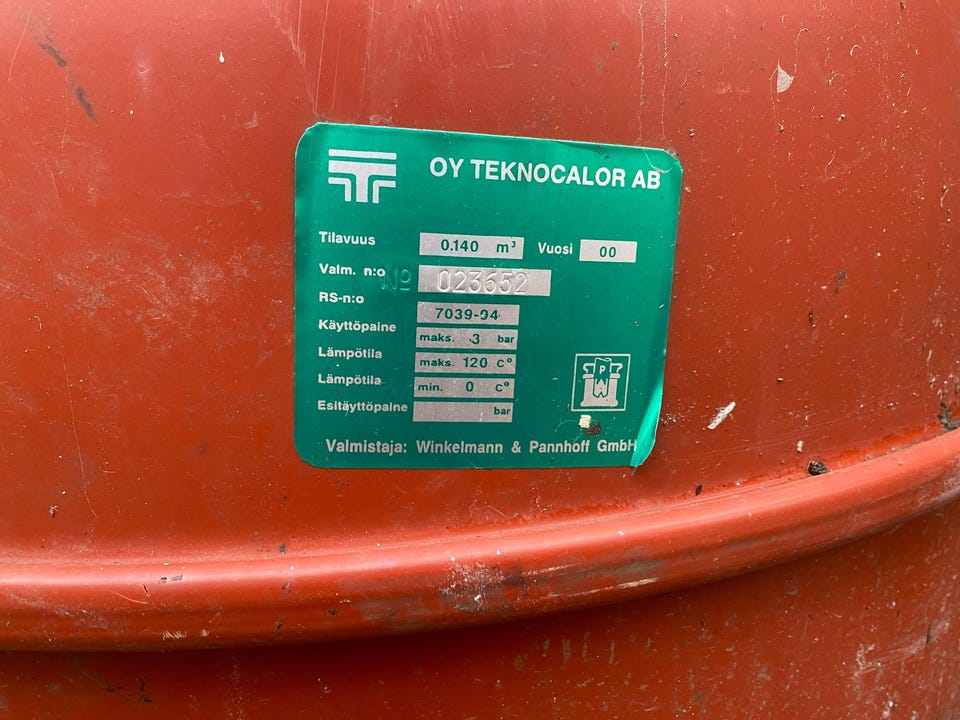 OY TEKNOCALOR AB
Tilavuus 0.140 m³ Vuosi 00
Valm. n:o Nº 023652
RS-n:o 7039-94
Käyttöpaine maks. 3 bar
Lämpötila maks. 120 C°
Lämpötila min. 0 C°
Esitäyttöpaine bar
P
W
Valmistaja: Winkelmann & Pannhoff GmbH